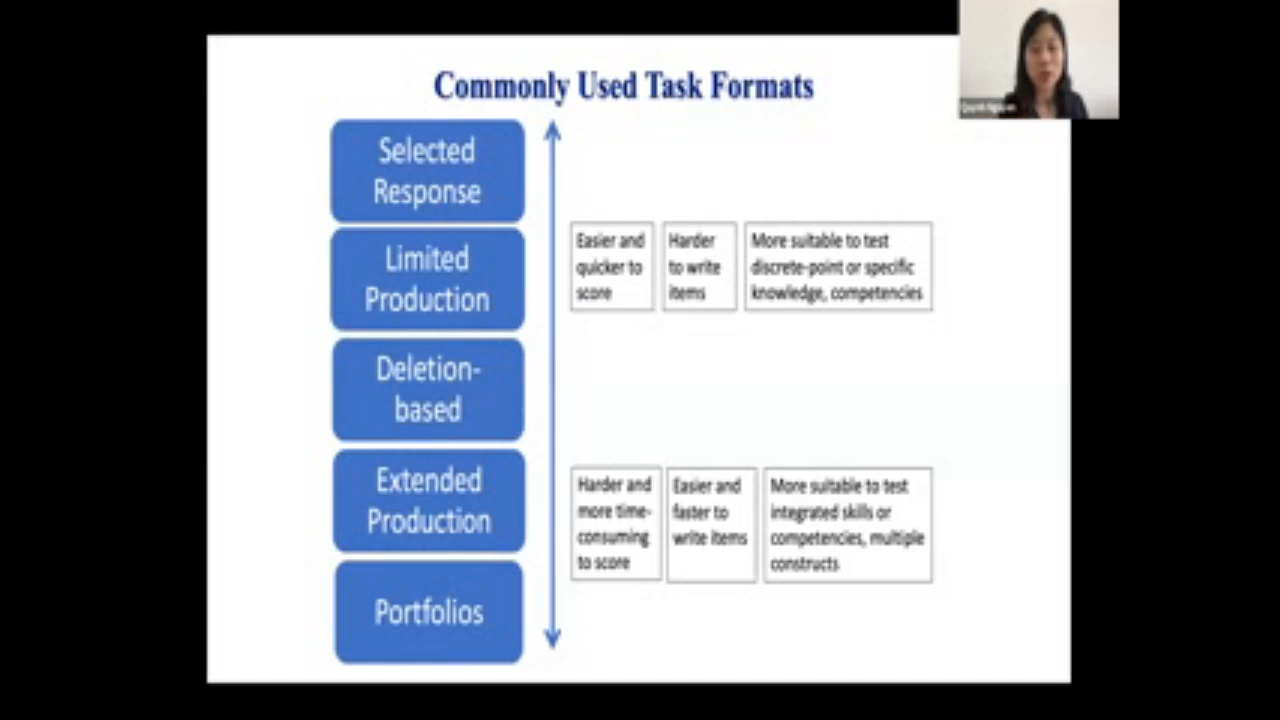 Commonly Used Task Formats
Selected
Response
Limited
Production
Deletion-
based
Extended
Production
Portfolios
Easier and
quicker to
score
Harder
to write
items
More suitable to test
discrete-point or specific
knowledge, competencies
Harder and
more time-
consuming
to score
Easier and
faster to
write items
More suitable to test
integrated skills or
competencies, multiple
constructs